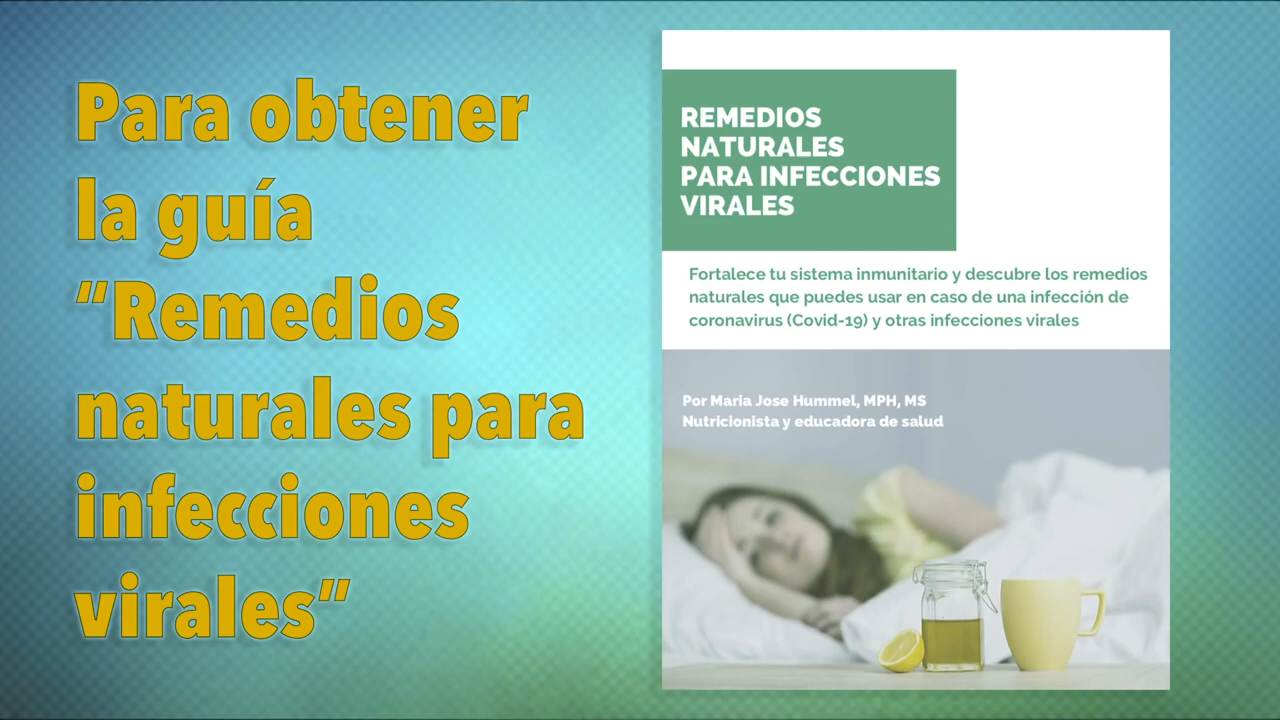 Para obtener
la guía
“Remedios
naturales para
infecciones
virales”
REMEDIOS
NATURALES
PARA INFECCIONES
VIRALES
Fortalece tu sistema inmunitario y descubre los remedios
naturales que puedes usar en caso de una infección de
coronavirus (Covid-19) y otras infecciones virales
Por Maria Jose Hummel, MPH, MS
Nutricionista y educadora de salud